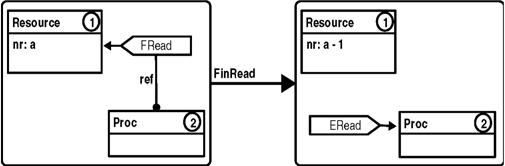 Resource 1
nr: a
FRead
ref
Proc 2
FinRead
Resource 1
nr: a - 1
ERead
Proc 2